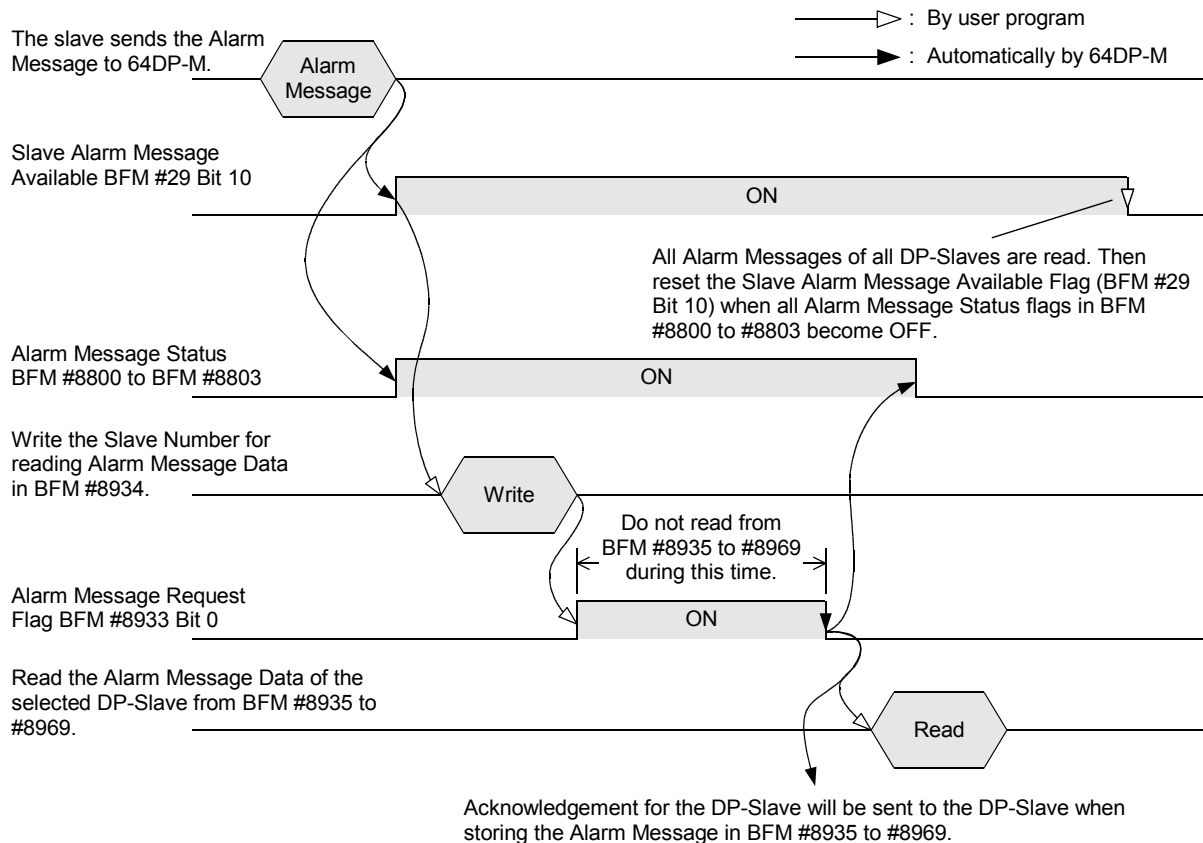 : By user program
: Automatically by 64DP-M
The slave sends the Alarm
Message to 64DP-M.
Alarm
Message
Slave Alarm Message
Available BFM #29 Bit 10
ON
All Alarm Messages of all DP-Slaves are read. Then
reset the Slave Alarm Message Available Flag (BFM #29
Bit 10) when all Alarm Message Status flags in BFM
#8800 to #8803 become OFF.
Alarm Message Status
BFM #8800 to BFM #8803
ON
Write the Slave Number for
reading Alarm Message Data
in BFM #8934.
Write
Do not read from
BFM #8935 to #8969
during this time.
Alarm Message Request
Flag BFM #8933 Bit 0
ON
Read the Alarm Message Data of the
selected DP-Slave from BFM #8935 to
#8969.
Read
Acknowledgement for the DP-Slave will be sent to the DP-Slave when
storing the Alarm Message in BFM #8935 to #8969.